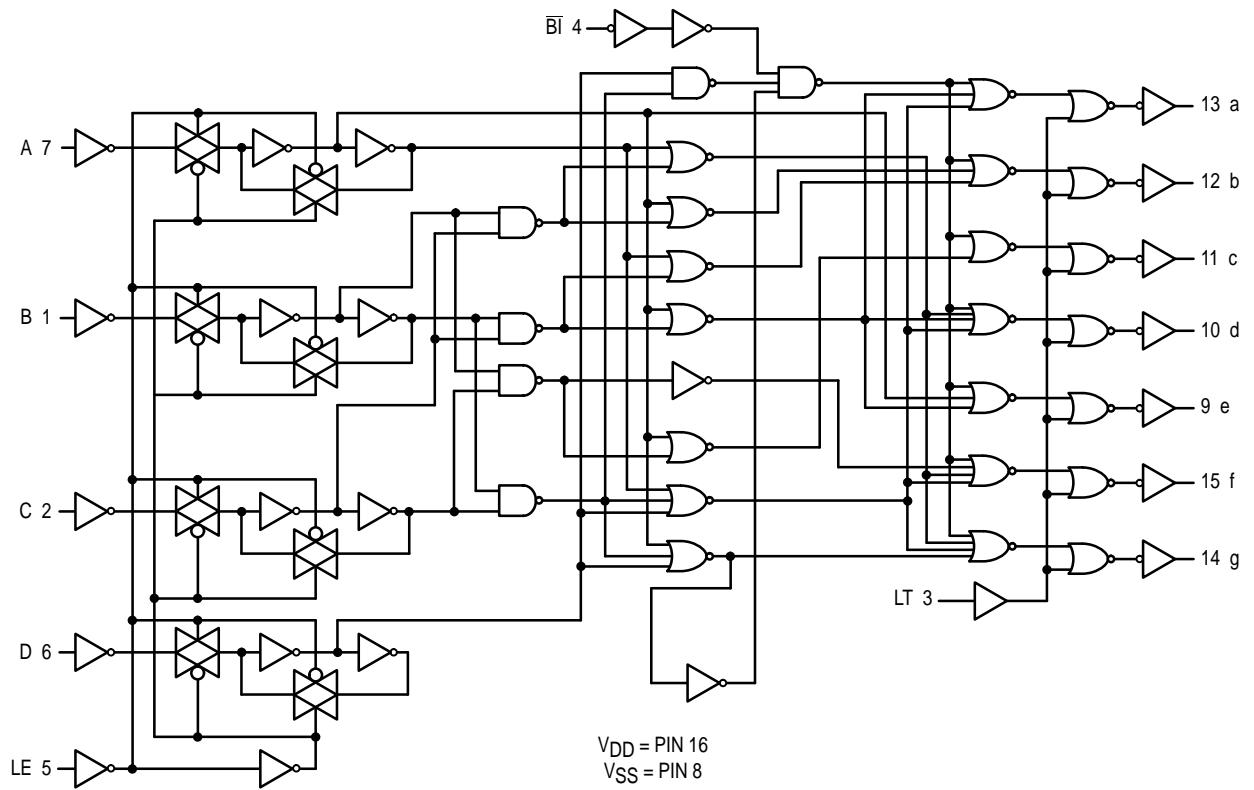 B̅I̅ 4
A 7
B 1
C 2
D 6
LE 5
LT 3
13 a
12 b
11 c
10 d
9 e
15 f
14 g
VDD = PIN 16
VSS = PIN 8